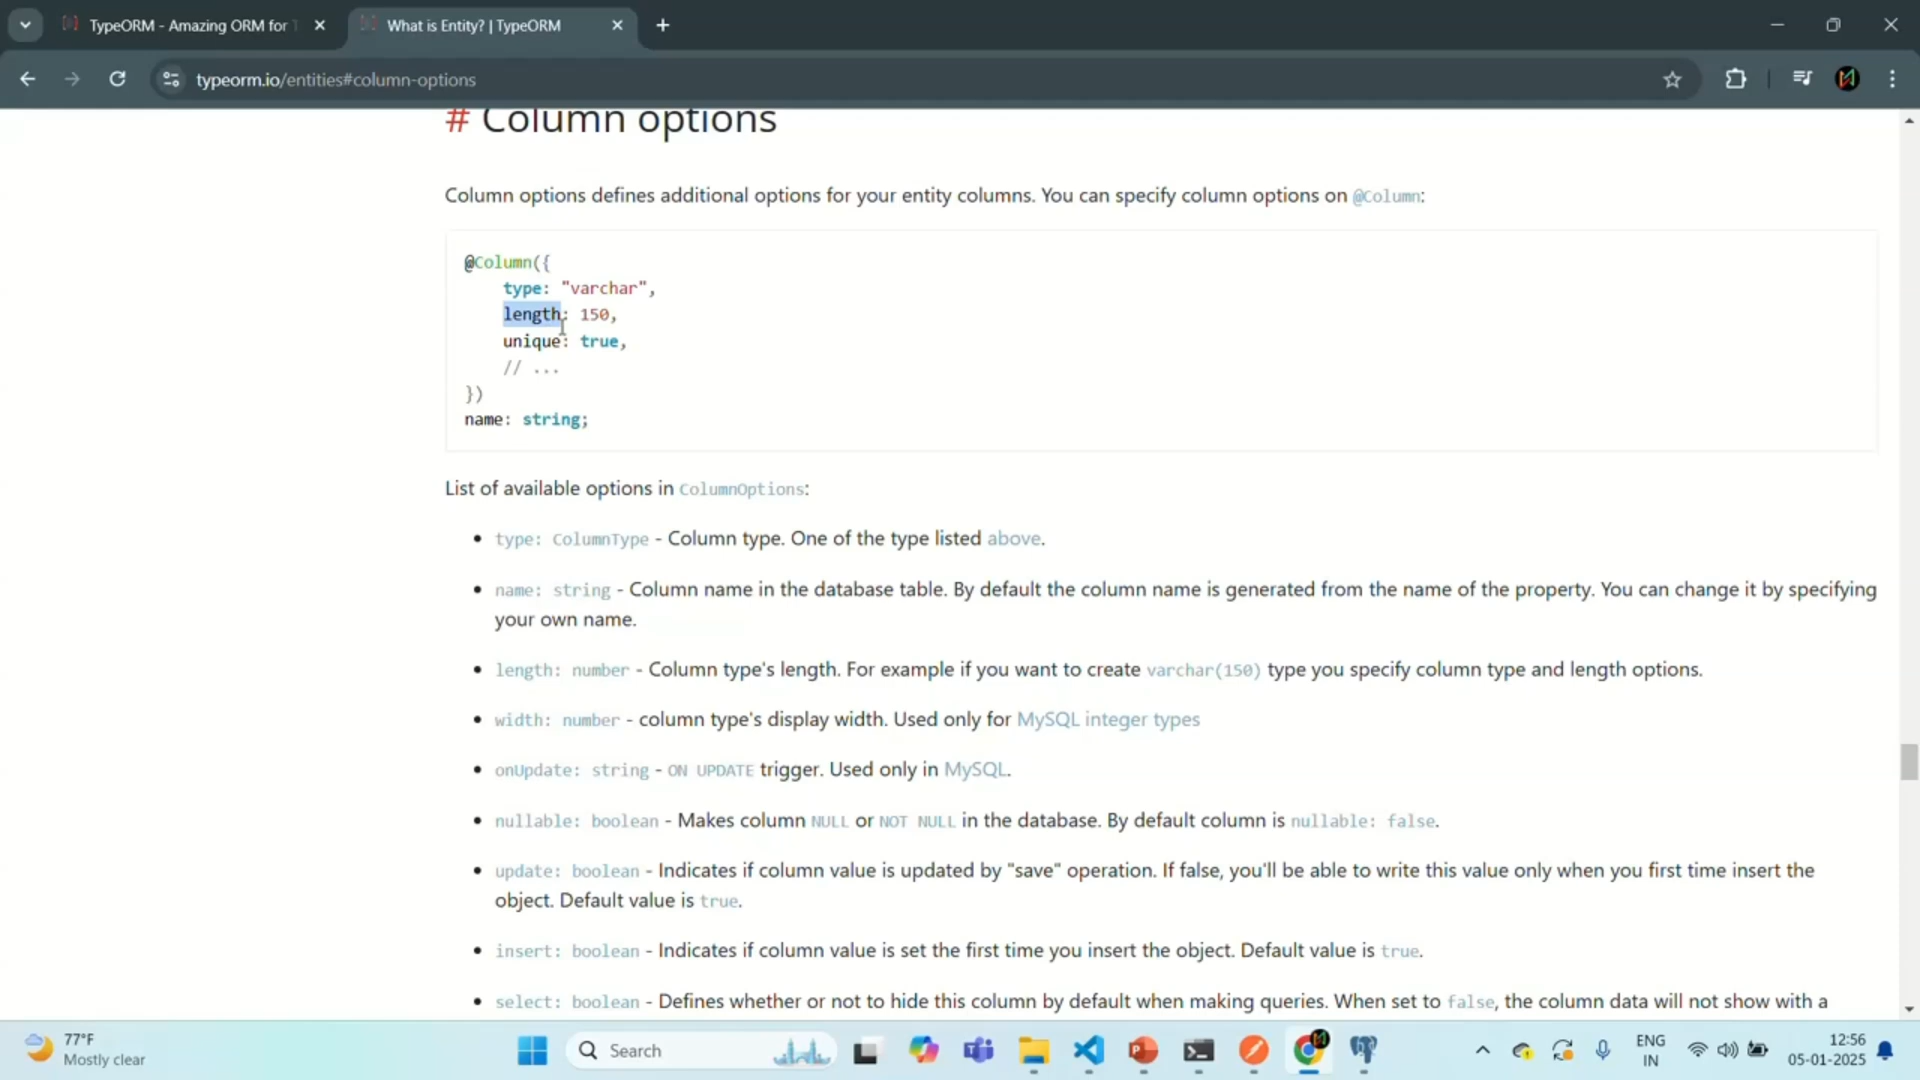 TypeORM - Amazing ORM for T
What is Entity? | TypeORM
typeorm.io/entities#column-options
# Column options
Column options defines additional options for your entity columns. You can specify column options on @Column:
@Column({
type: "varchar",
length: 150,
unique: true,
// ...
})
name: string;
List of available options in ColumnOptions:
• type: ColumnType - Column type. One of the type listed above.
• name: string - Column name in the database table. By default the column name is generated from the name of the property. You can change it by specifying
your own name.
• length: number - Column type's length. For example if you want to create varchar(150) type you specify column type and length options.
• width: number - column type's display width. Used only for MySQL integer types
• onUpdate: string - ON UPDATE trigger. Used only in MySQL.
• nullable: boolean - Makes column NULL or NOT NULL in the database. By default column is nullable: false.
• update: boolean - Indicates if column value is updated by "save" operation. If false, you'll be able to write this value only when you first time insert the
object. Default value is true.
• insert: boolean - Indicates if column value is set the first time you insert the object. Default value is true.
• select: boolean - Defines whether or not to hide this column by default when making queries. When set to false, the column data will not show with a
77°F
Mostly clear
Search
ENG
IN
12:56
05-01-2025